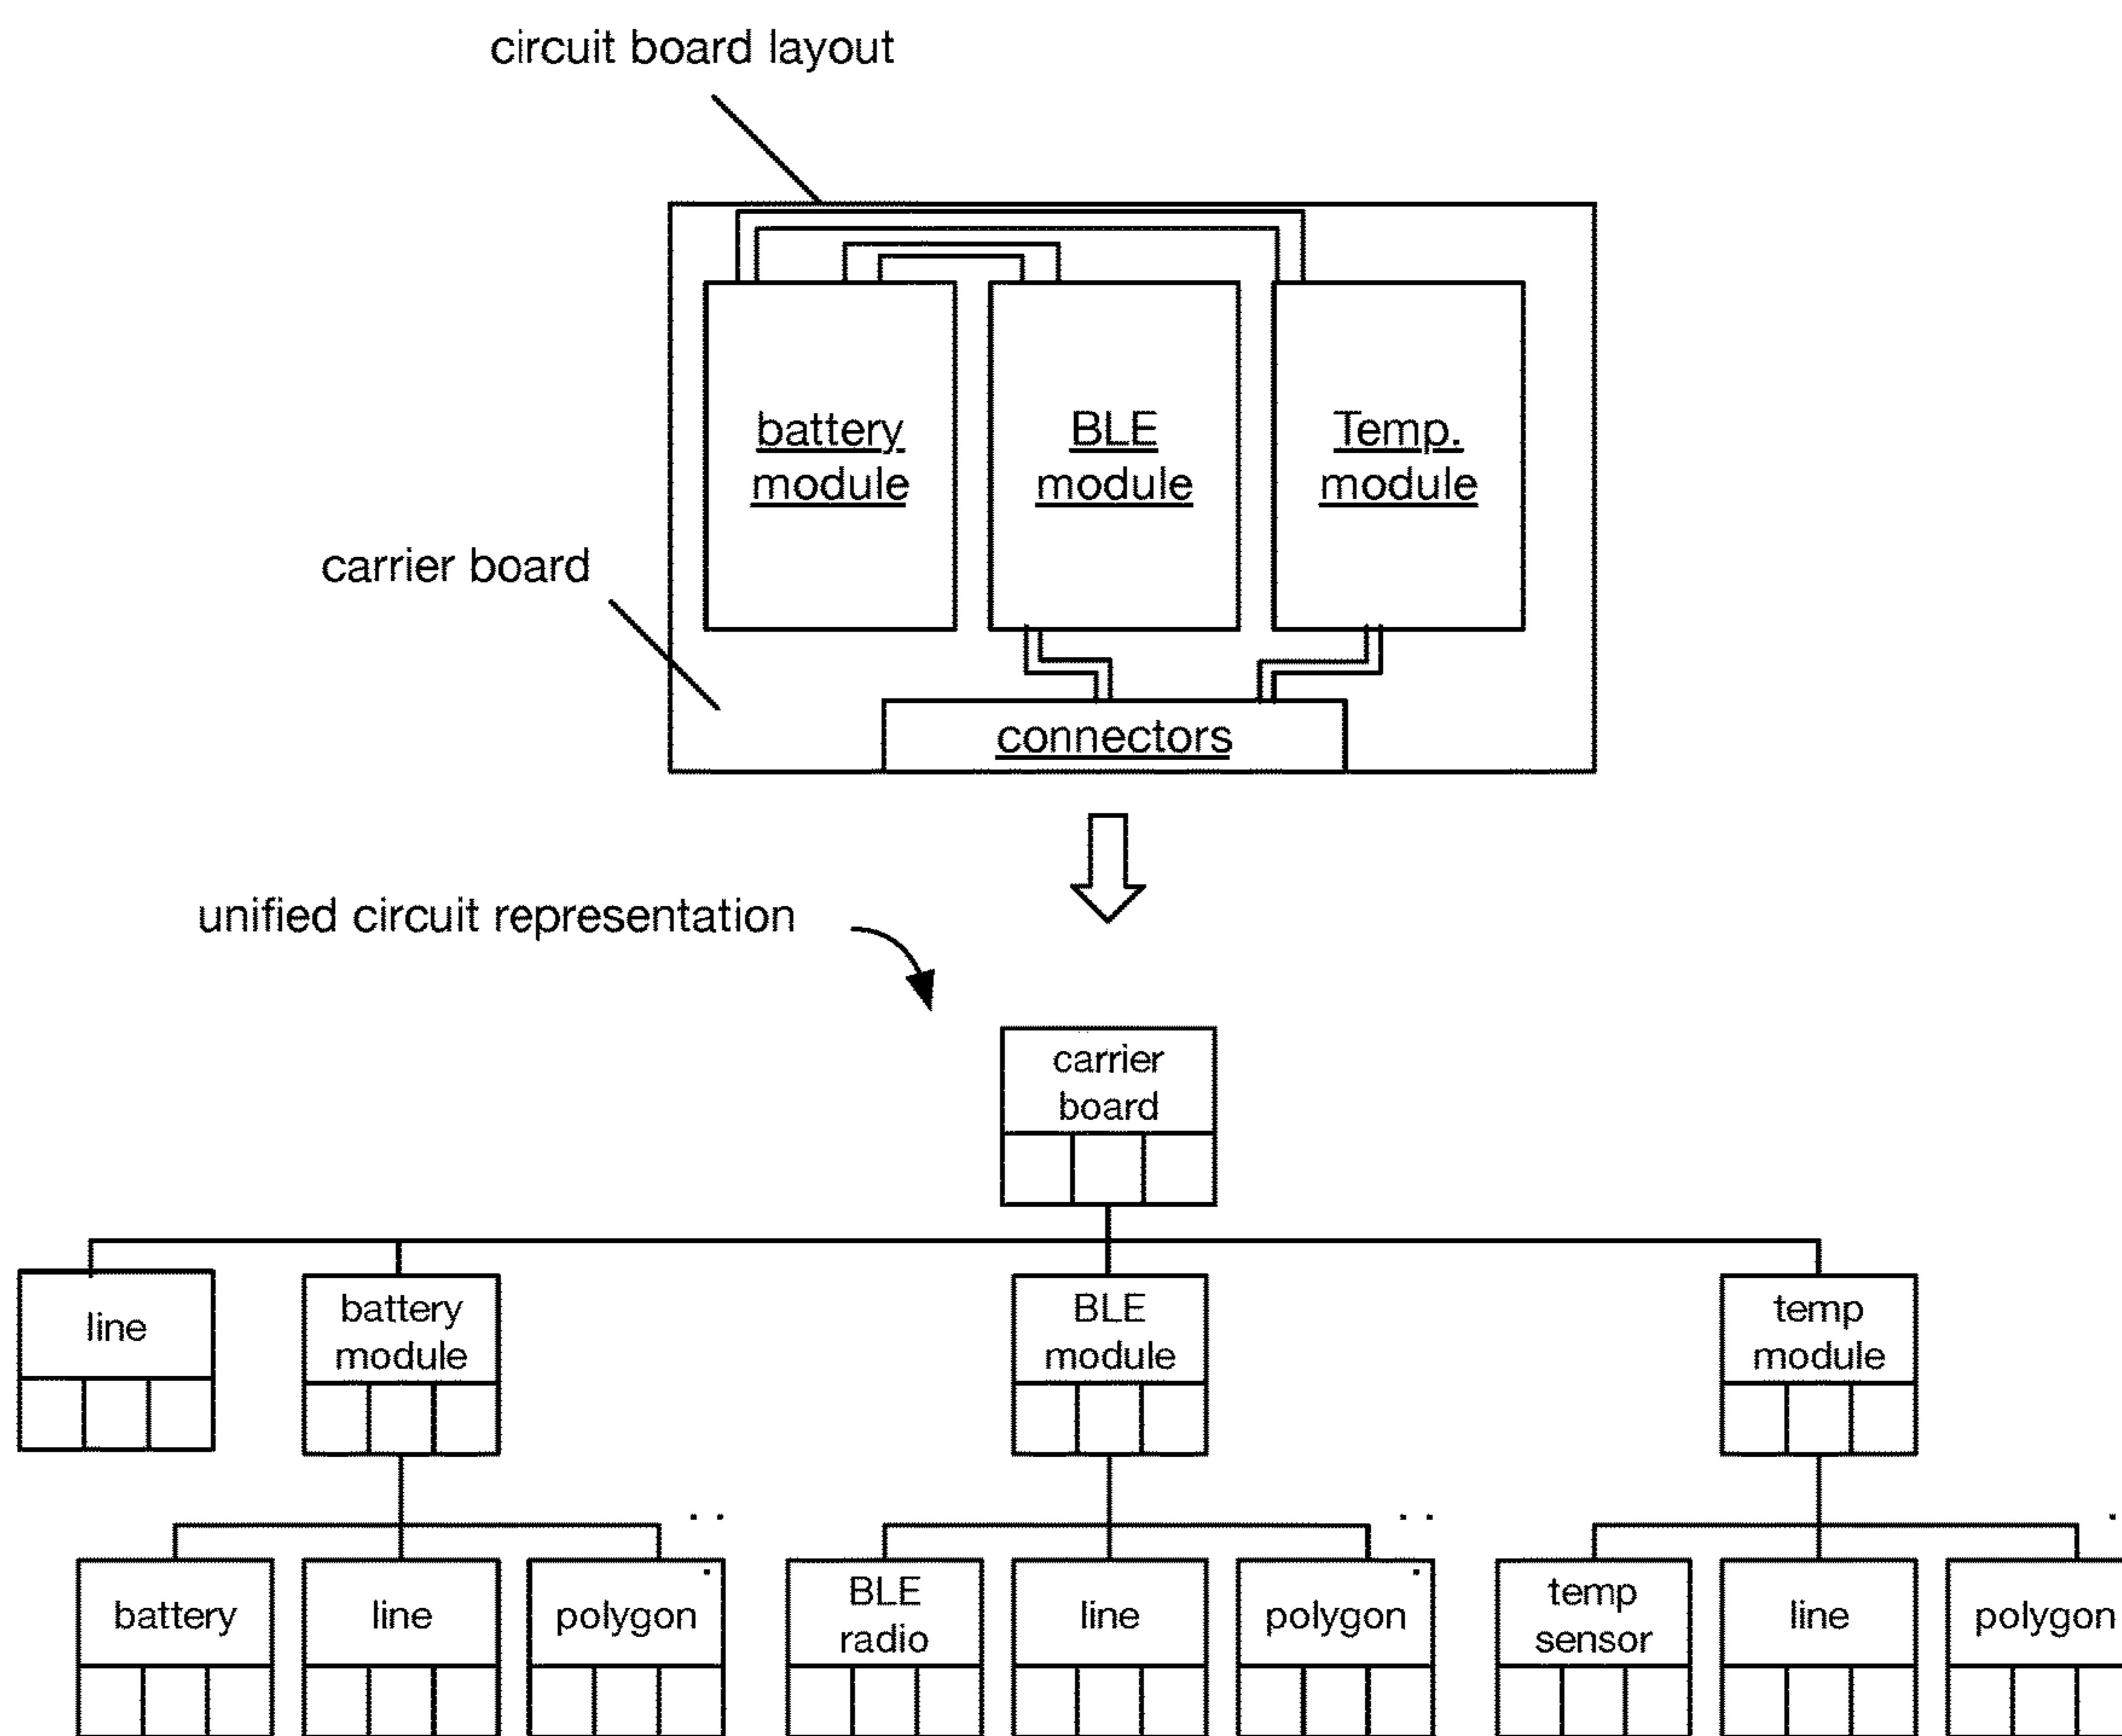 circuit board layout
battery
module
BLE
module
Temp.
module
carrier board
connectors
unified circuit representation
carrier
board
line
battery
module
BLE
module
temp
module
battery
line
polygon
BLE
radio
line
polygon
temp
sensor
line
polygon